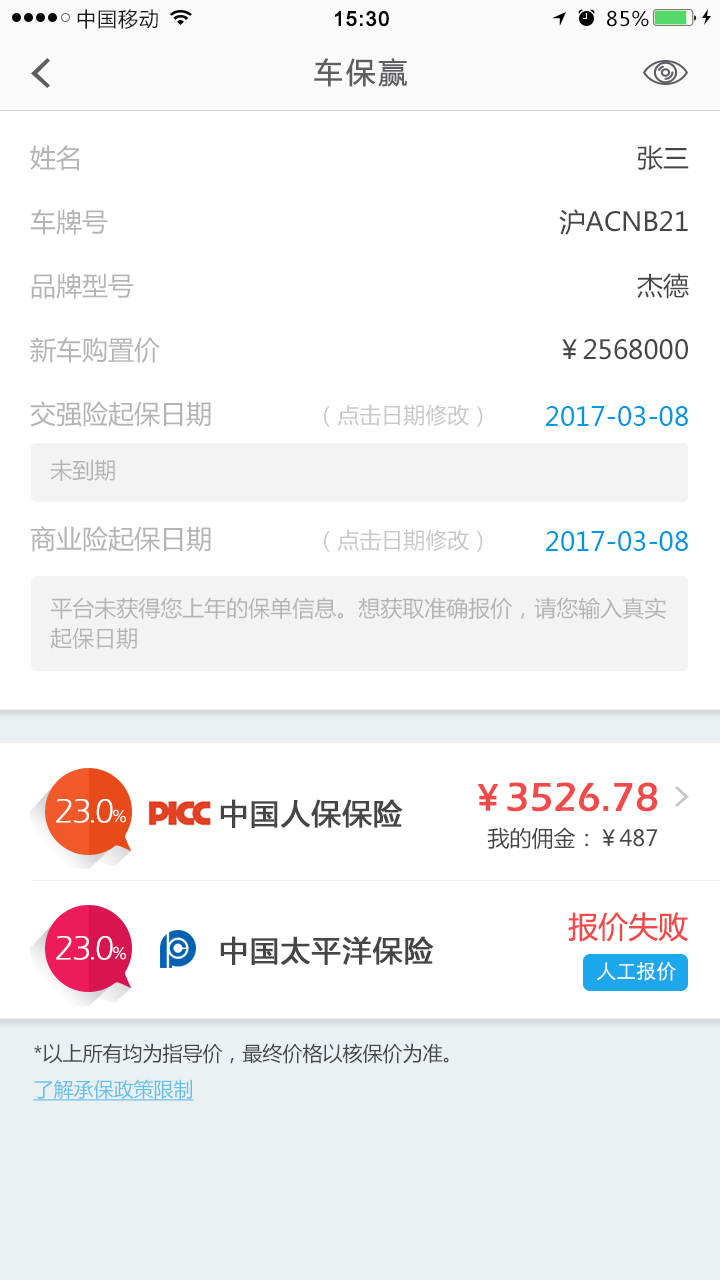 中国移动 15:30 85%
车保赢
姓名 张三
车牌号 沪ACNB21
品牌型号 杰德
新车购置价 ¥2568000
交强险起保日期 （点击日期修改） 2017-03-08
未到期
商业险起保日期 （点击日期修改） 2017-03-08
平台未获得您上年的保单信息。想获取准确报价，请您输入真实
起保日期
23.0% PICC 中国人保保险 ¥3526.78
我的佣金：¥487
23.0% 中国太平洋保险 报价失败
人工报价
*以上所有均为指导价，最终价格以核保价为准。
了解承保政策限制